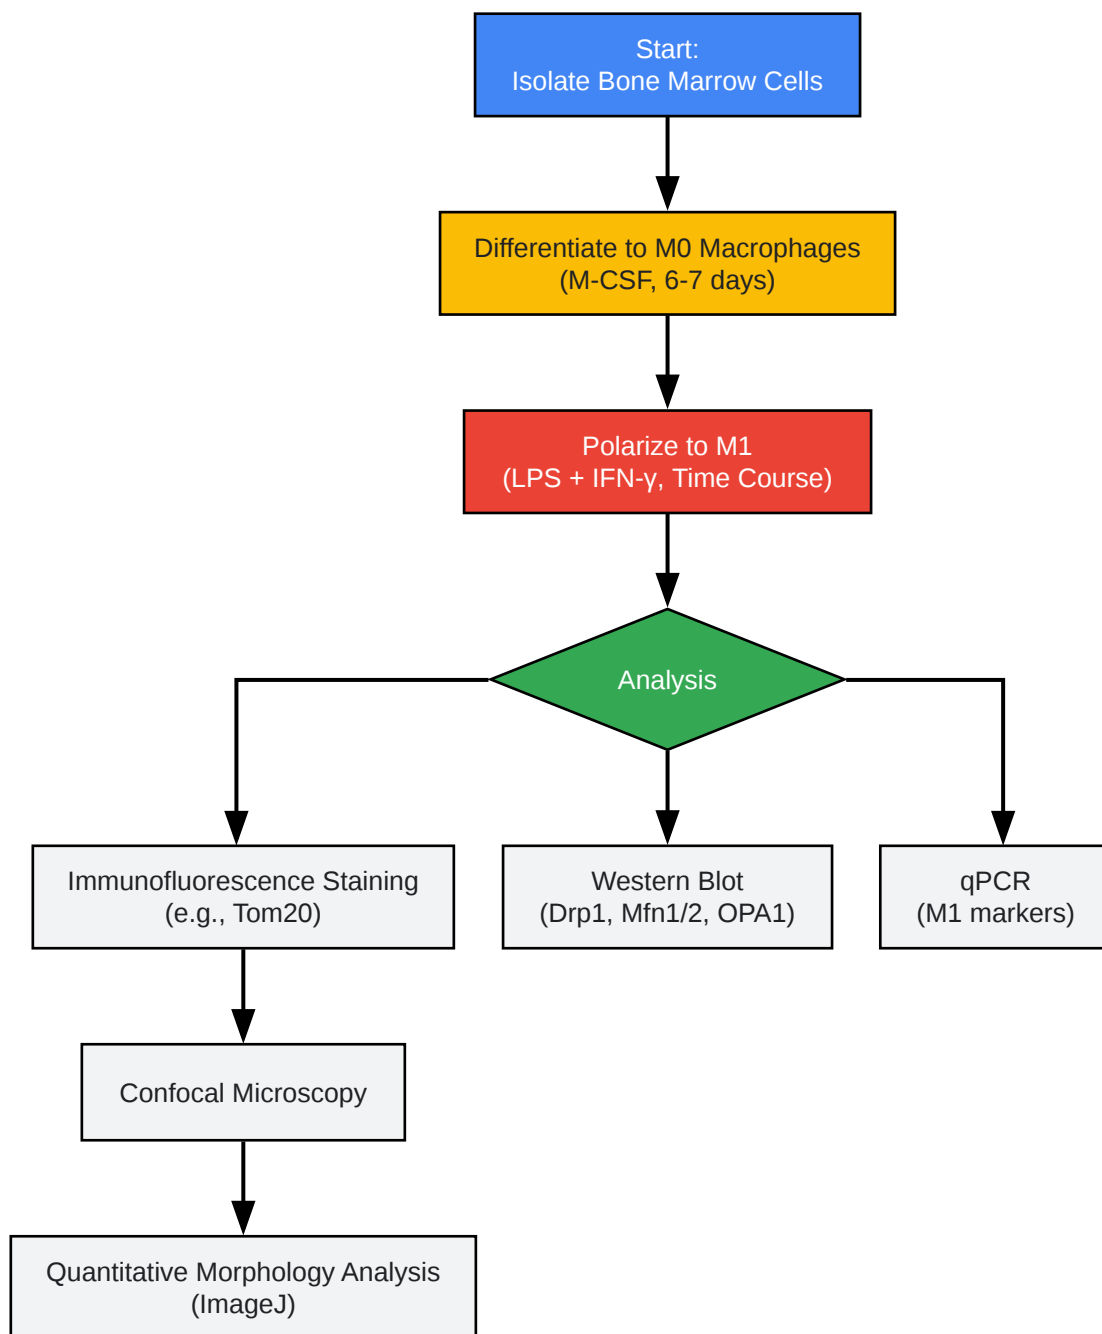 Start:
Isolate Bone Marrow Cells
Differentiate to M0 Macrophages
(M-CSF, 6-7 days)
Polarize to M1
(LPS + IFN-γ, Time Course)
Analysis
Immunofluorescence Staining
(e.g., Tom20)
Western Blot
(Drp1, Mfn1/2, OPA1)
qPCR
(M1 markers)
Confocal Microscopy
Quantitative Morphology Analysis
(ImageJ)